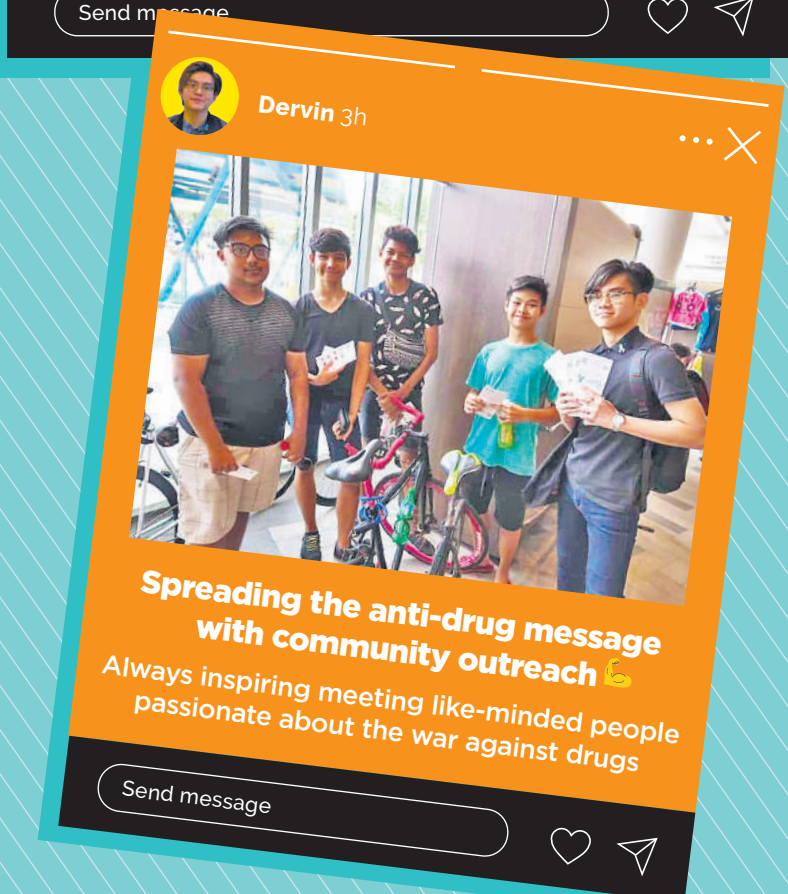 Send message
Dervin 3h
Spreading the anti-drug message
with community outreach💪
Always inspiring meeting like-minded people
passionate about the war against drugs
Send message